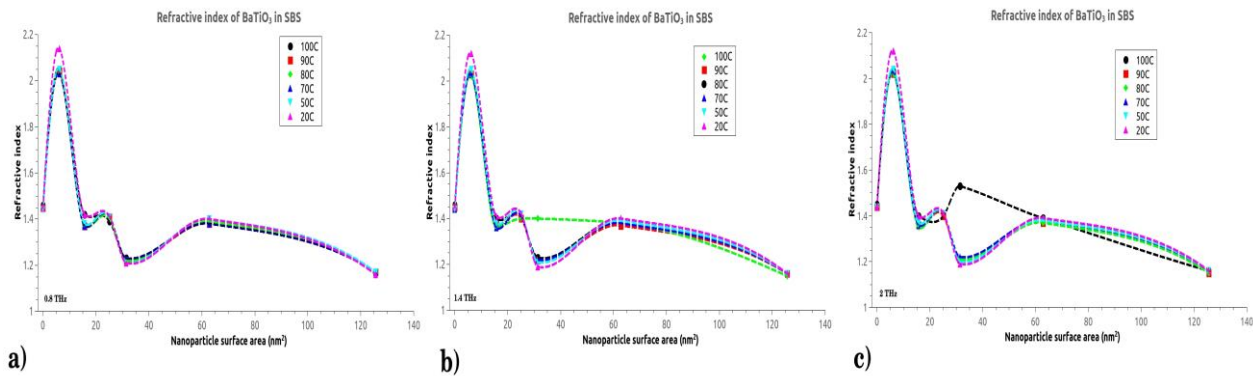 Refractive index of BaTiO₃ in SBS
Refractive index
2.2
2
1.8
1.6
1.4
1.2
1
100C
90C
80C
70C
50C
20C
0.8 THz
0 20 40 60 80 100 120 140
Nanoparticle surface area (nm²)
a)
Refractive index of BaTiO₃ in SBS
Refractive index
2.2
2
1.8
1.6
1.4
1.2
1
100C
90C
80C
70C
50C
20C
1.4 THz
0 20 40 60 80 100 120 140
Nanoparticle surface area (nm²)
b)
Refractive index of BaTiO₃ in SBS
Refractive index
2.2
2
1.8
1.6
1.4
1.2
1
100C
90C
80C
70C
50C
20C
2 THz
0 20 40 60 80 100 120 140
Nanoparticle surface area (nm²)
c)